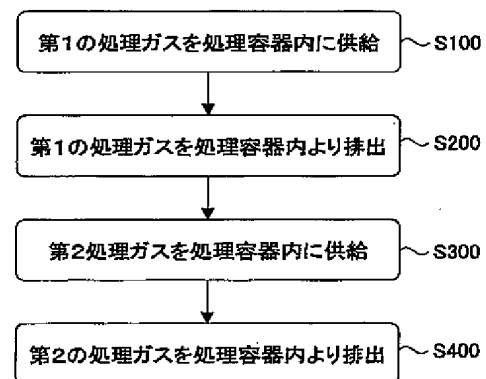 第1の処理ガスを処理容器内に供給 S100
第1の処理ガスを処理容器内より排出 S200
第2処理ガスを処理容器内に供給 S300
第2の処理ガスを処理容器内より排出 S400